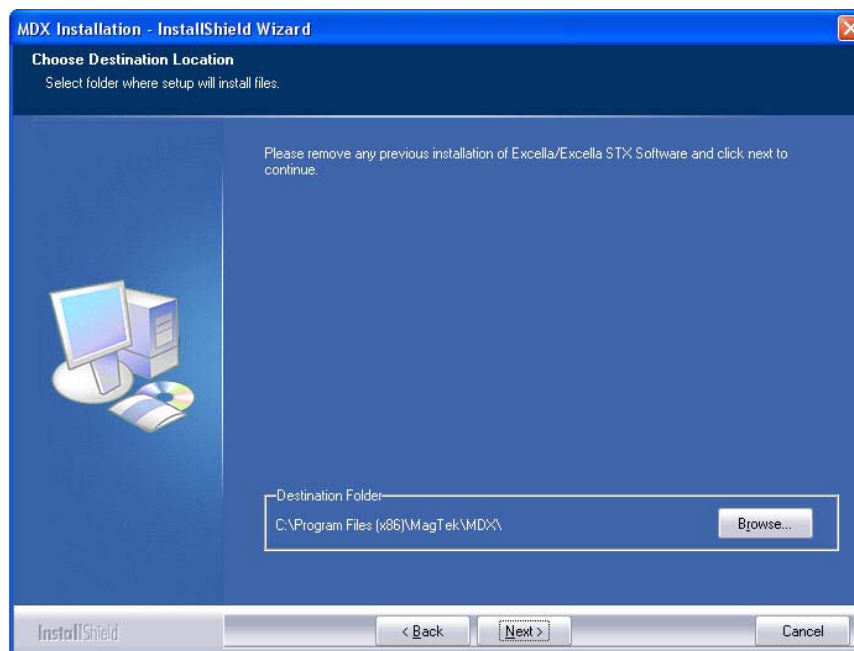 MDX Installation - InstallShield Wizard
Choose Destination Location
Select folder where setup will install files.
Please remove any previous installation of Excella/Excella STX Software and click next to
continue.
Destination Folder
C:\Program Files (x86)\MagTek\MDX\
Browse...
InstallShield
< Back
Next >
Cancel